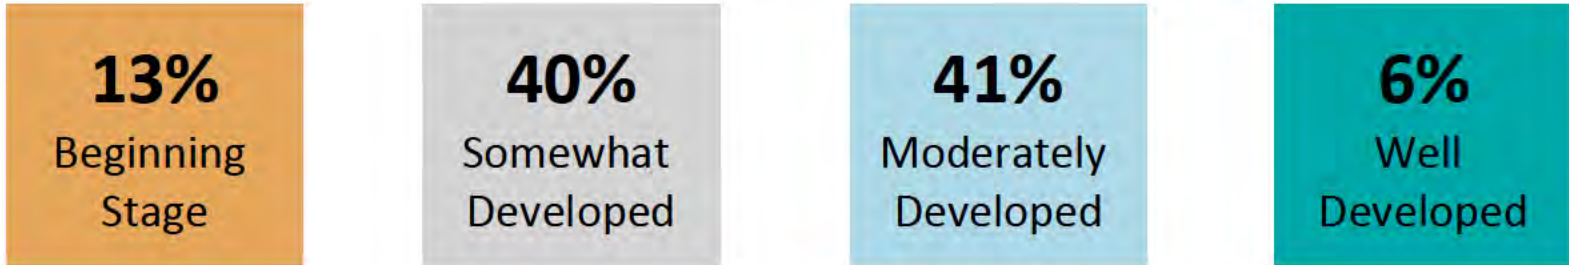 13%
Beginning
Stage
40%
Somewhat
Developed
41%
Moderately
Developed
6%
Well
Developed